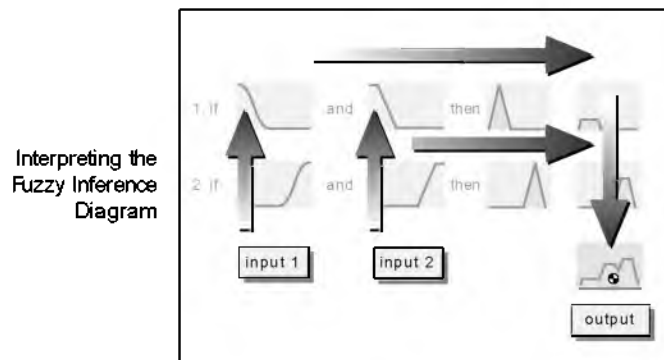 Interpreting the
Fuzzy Inference
Diagram
1. if and then
2. if and then
input 1 input 2
output